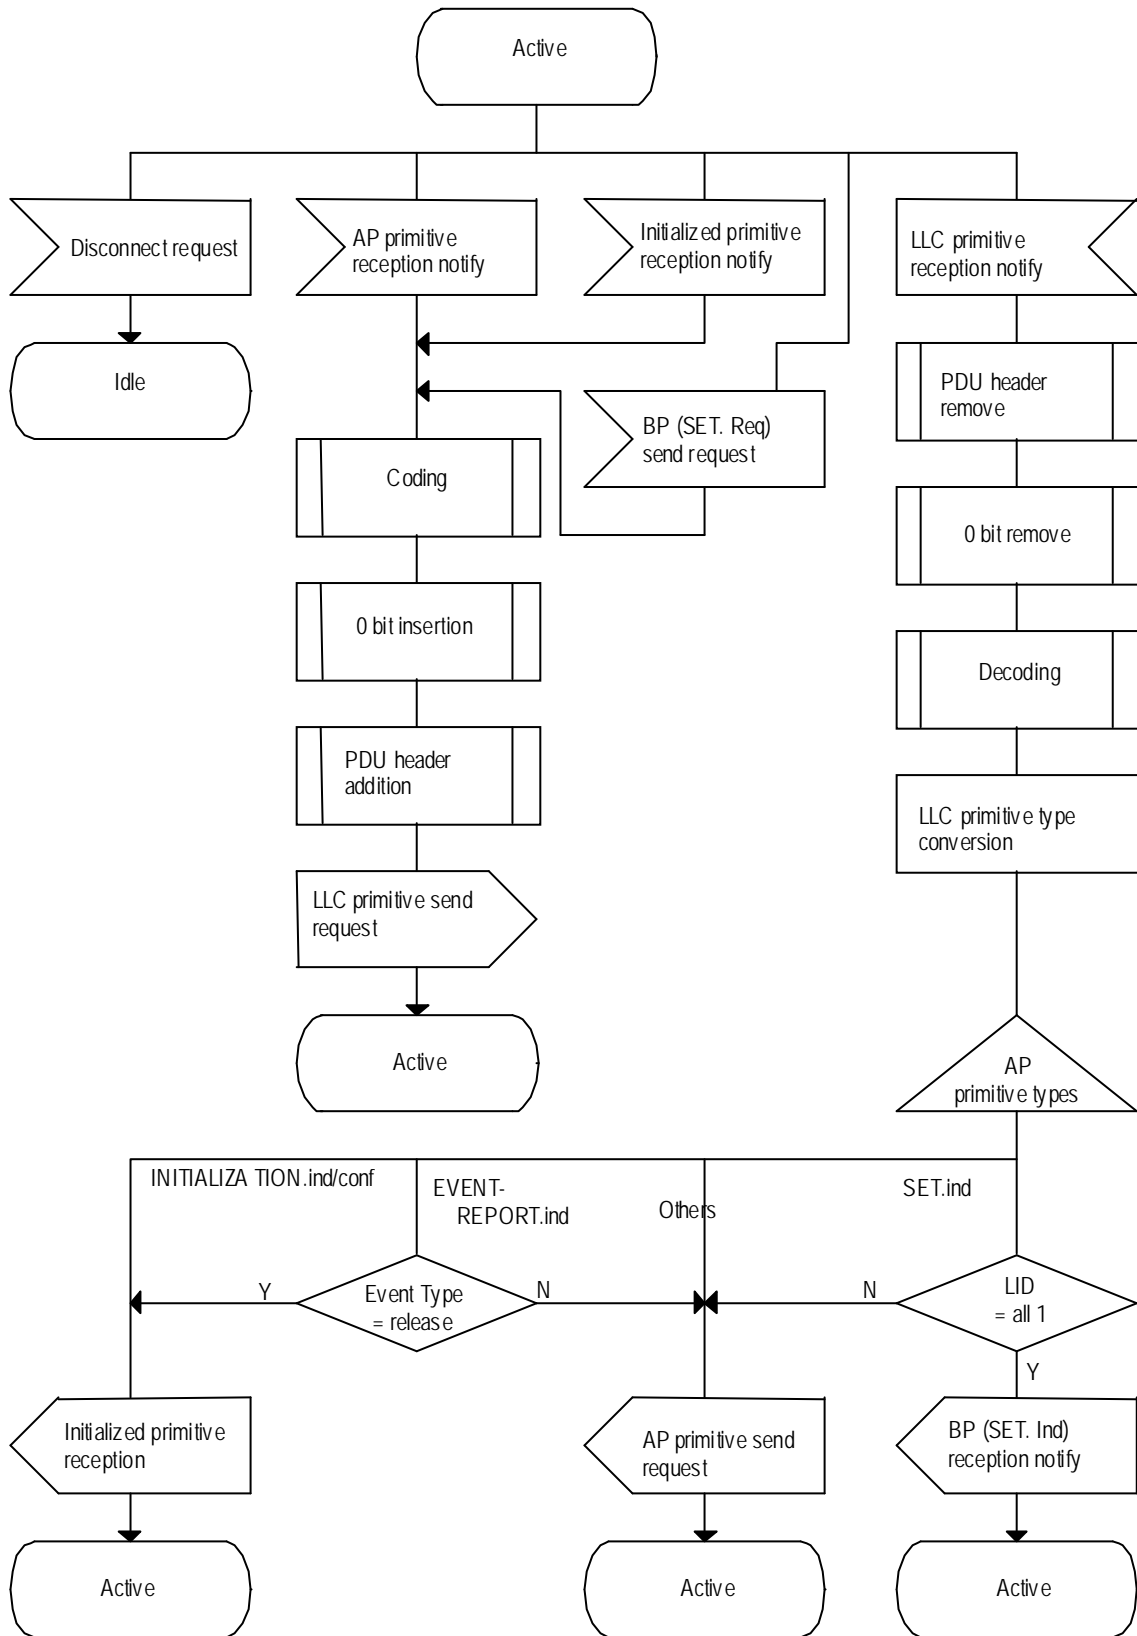 Active
Disconnect request
AP primitive
reception notify
Initialized primitive
reception notify
LLC primitive
reception notify
Idle
BP (SET. Req)
send request
PDU header
remove
Coding
0 bit remove
0 bit insertion
Decoding
PDU header
addition
LLC primitive type
conversion
LLC primitive send
request
Active
AP
primitive types
INITIALIZA TION.ind/conf
EVENT-
REPORT.ind
Others
SET.ind
Y
Event Type
= release
N
N
LID
= all 1
Y
Initialized primitive
reception
AP primitive send
request
BP (SET. Ind)
reception notify
Active
Active
Active